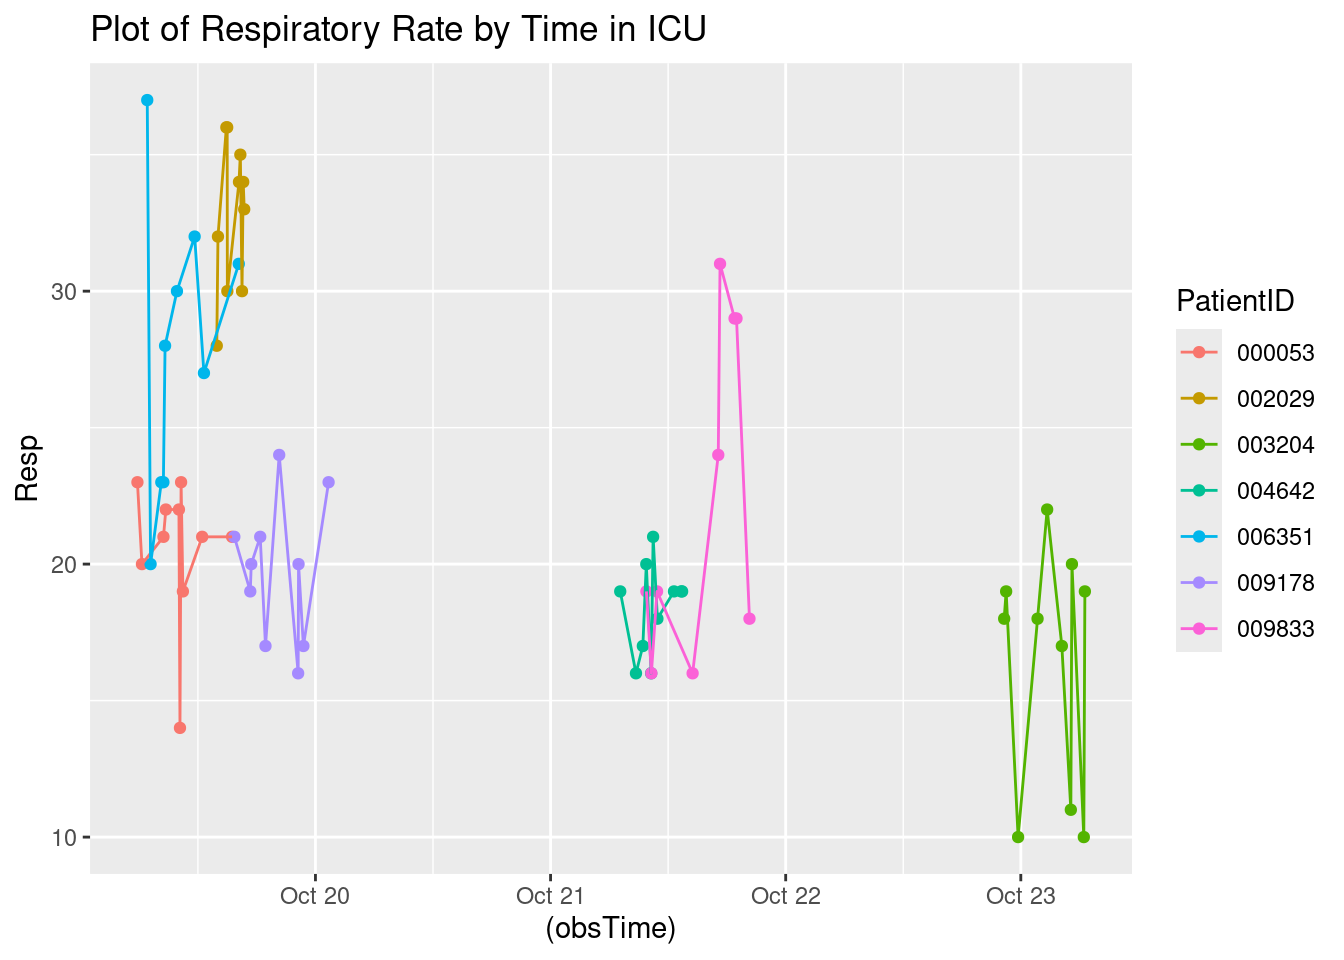 Plot of Respiratory Rate by Time in ICU
Resp
30
20
10
Oct 20
Oct 21
Oct 22
Oct 23
(obsTime)
PatientID
000053
002029
003204
004642
006351
009178
009833